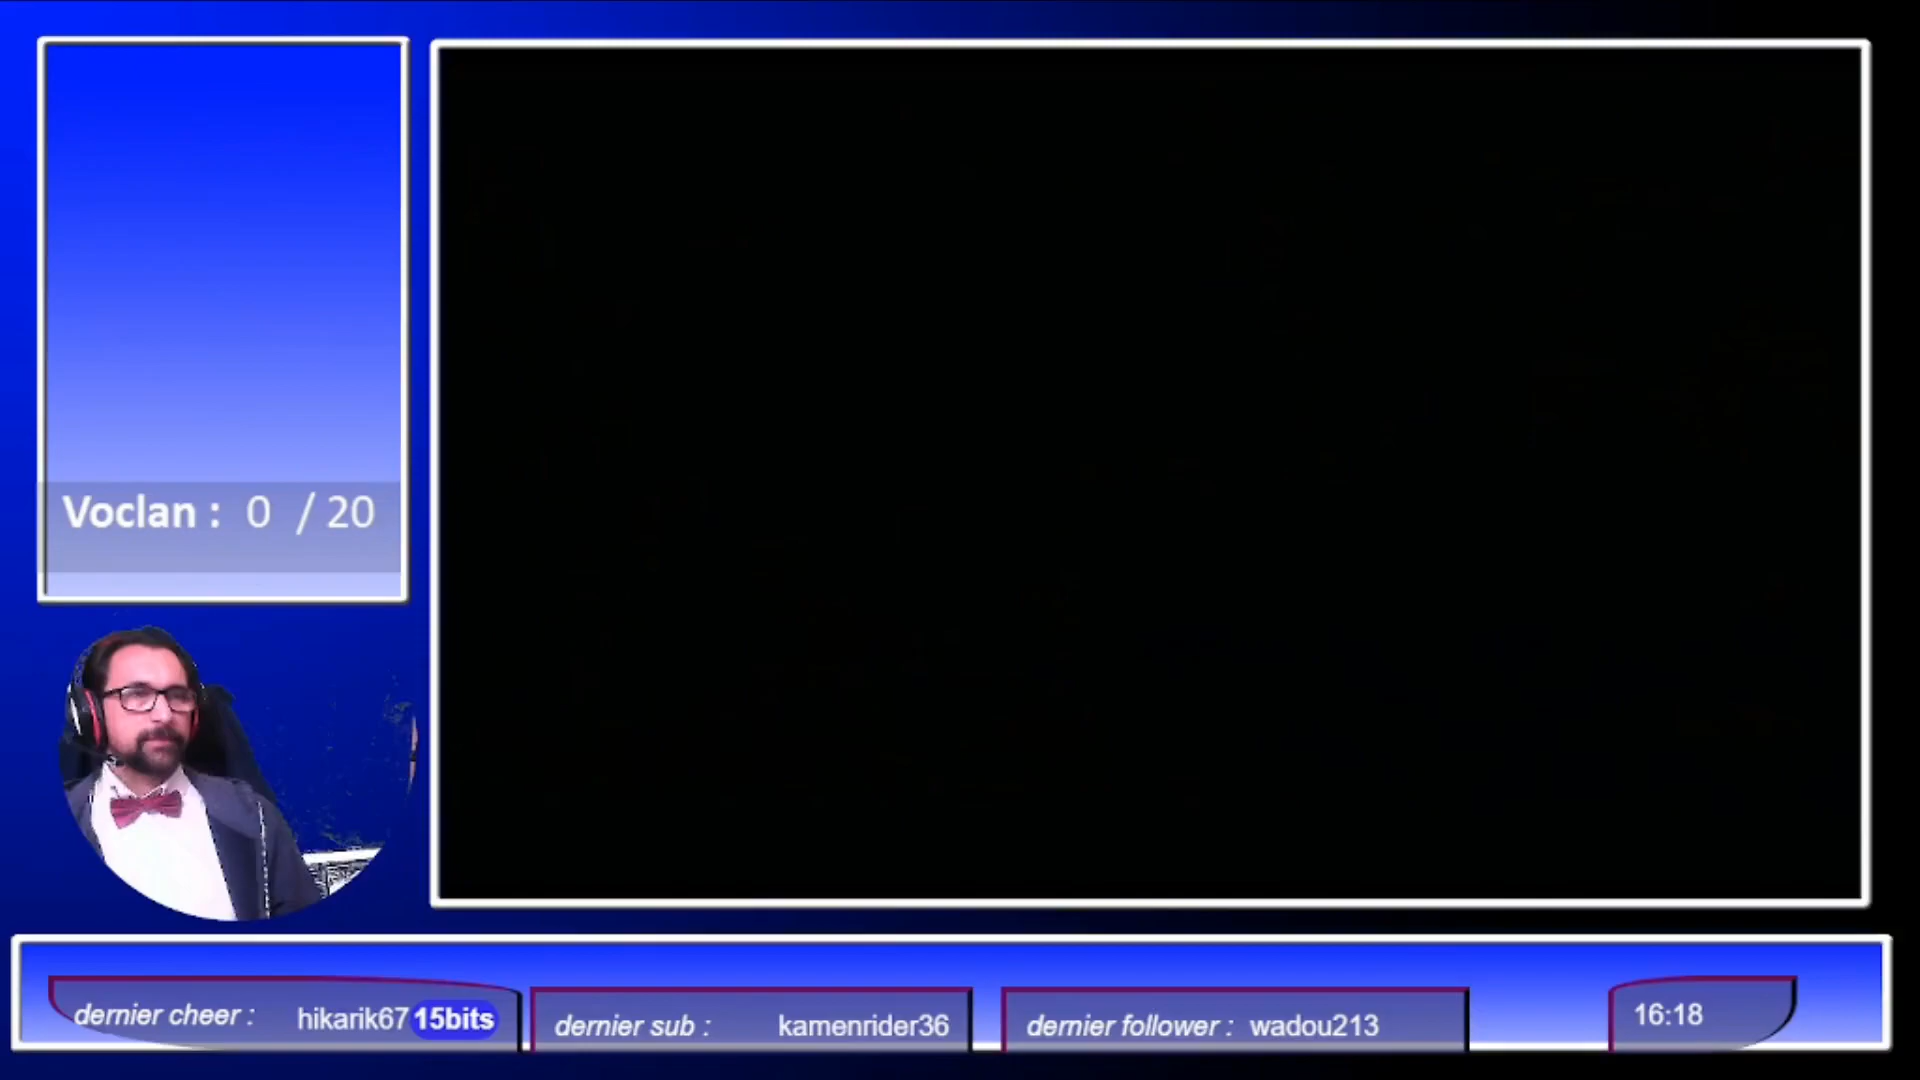 Voclan : 0 / 20
dernier cheer : hikarik67 15bits
dernier sub : kamenrider36
dernier follower : wadou213
16:18